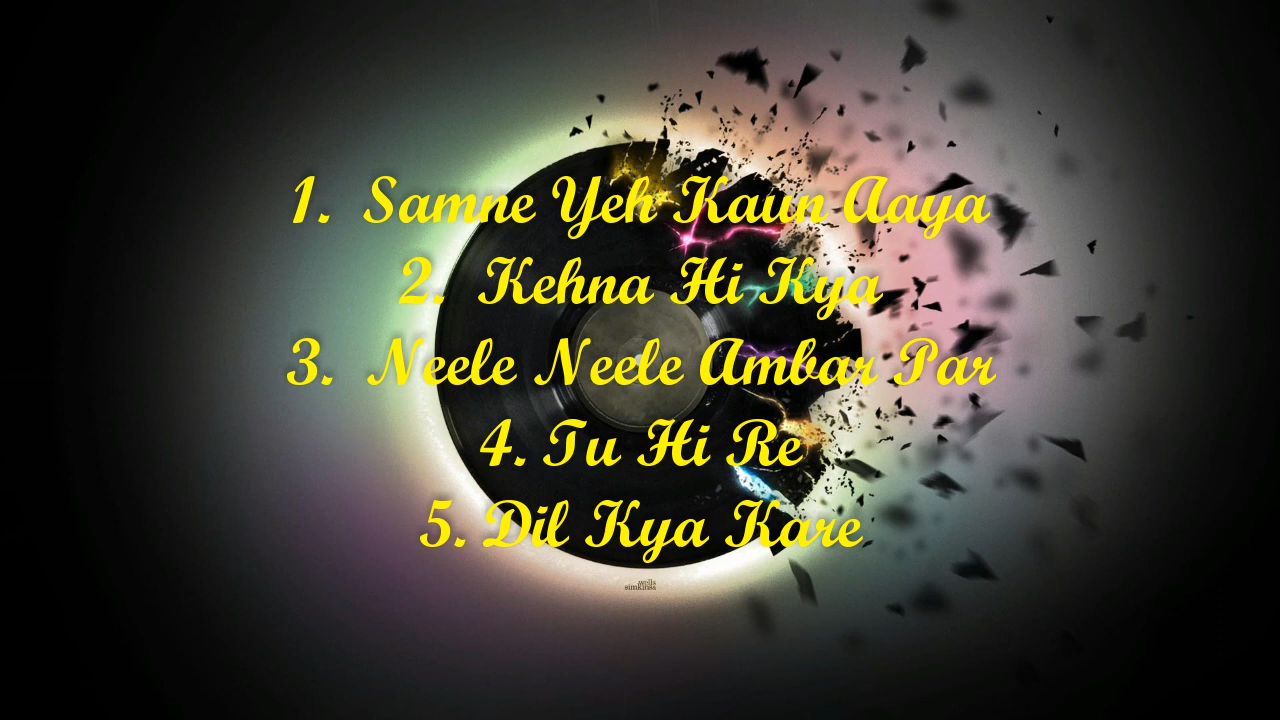 1. Samne Yeh Kaun Aaya
2. Kehna Hi Kya
3. Neele Neele Ambar Par
4. Tu Hi Re
5. Dil Kya Kare